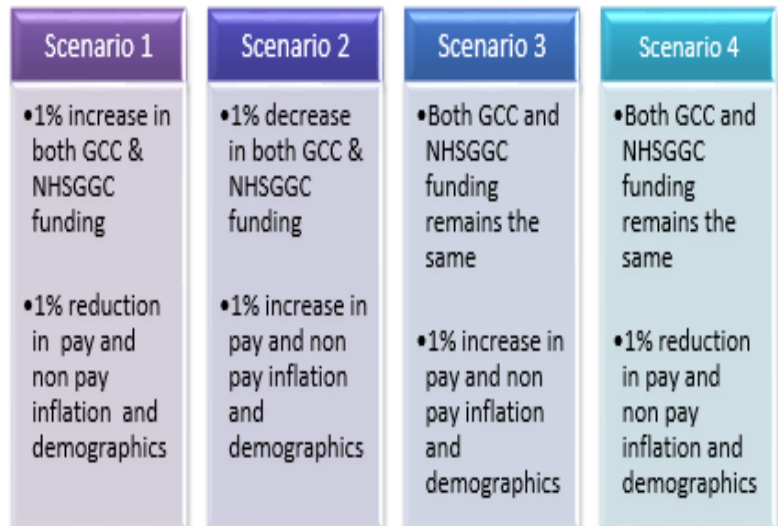 Scenario 1
•1% increase in
both GCC &
NHSGGC
funding
•1% reduction
in pay and
non pay
inflation and
demographics
Scenario 2
•1% decrease
in both GCC &
NHSGGC
funding
•1% increase in
pay and non
pay inflation
and
demographics
Scenario 3
•Both GCC and
NHSGGC
funding
remains the
same
•1% increase in
pay and non
pay inflation
and
demographics
Scenario 4
•Both GCC and
NHSGGC
funding
remains the
same
•1% reduction
in pay and
non pay
inflation and
demographics